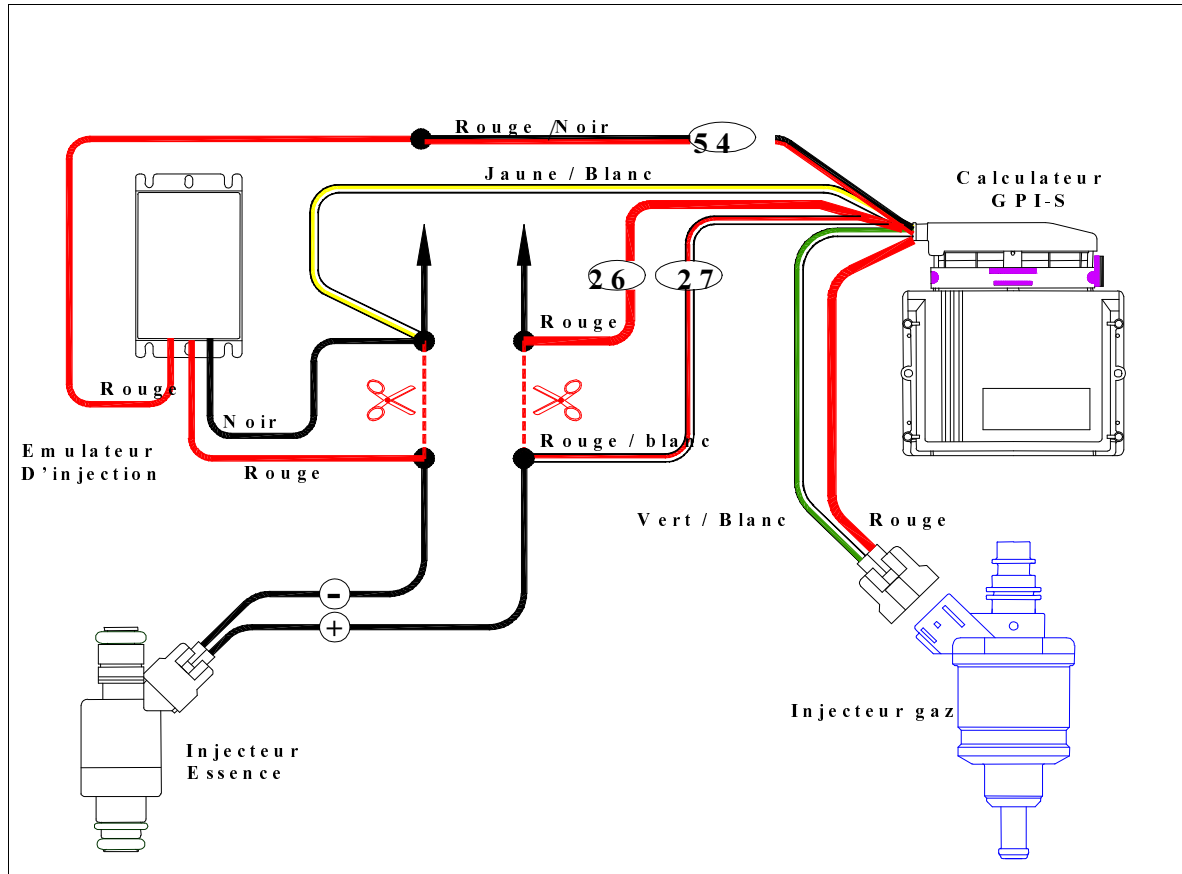 Rouge /Noir
54
Jaune / Blanc
Calculateur
GPI-S
26
27
Rouge
Rouge
Noir
Rouge / blanc
Emulateur
D’injection
Rouge
Vert / Blanc
Rouge
-
+
Injecteur gaz
Injecteur
Essence